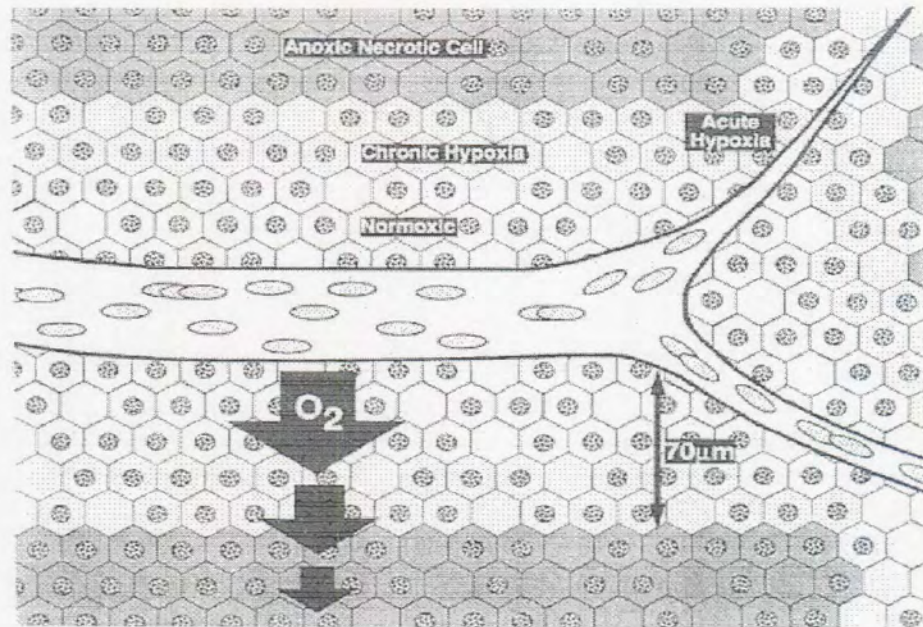 Anoxic Necrotic Cell
Acute
Hypoxia
Chronic Hypoxia
Normoxic
O2
70μm